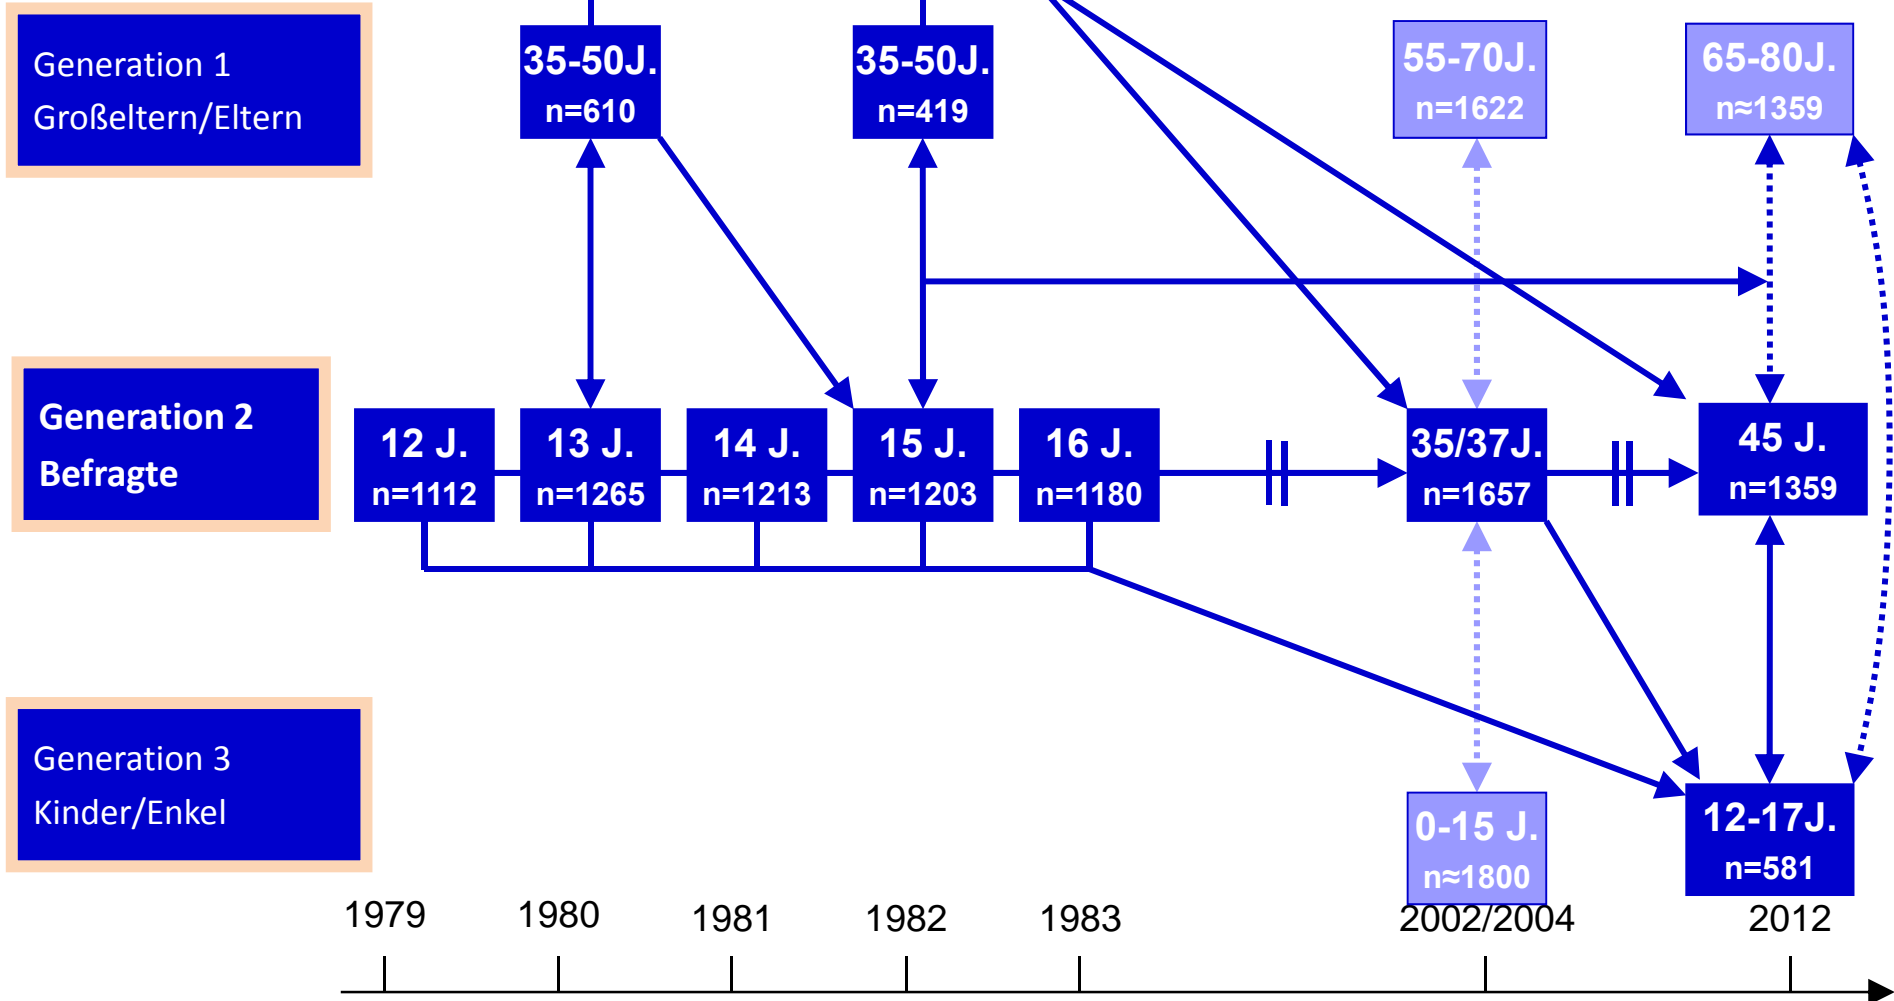 Generation 1
Großeltern/Eltern
35-50J.
n=610
35-50J.
n=419
55-70J.
n=1622
65-80J.
n≈1359
Generation 2
Befragte
12 J.
n=1112
13 J.
n=1265
14 J.
n=1213
15 J.
n=1203
16 J.
n=1180
35/37J.
n=1657
45 J.
n=1359
Generation 3
Kinder/Enkel
0-15 J.
n≈1800
12-17J.
n=581
1979
1980
1981
1982
1983
2002/2004
2012